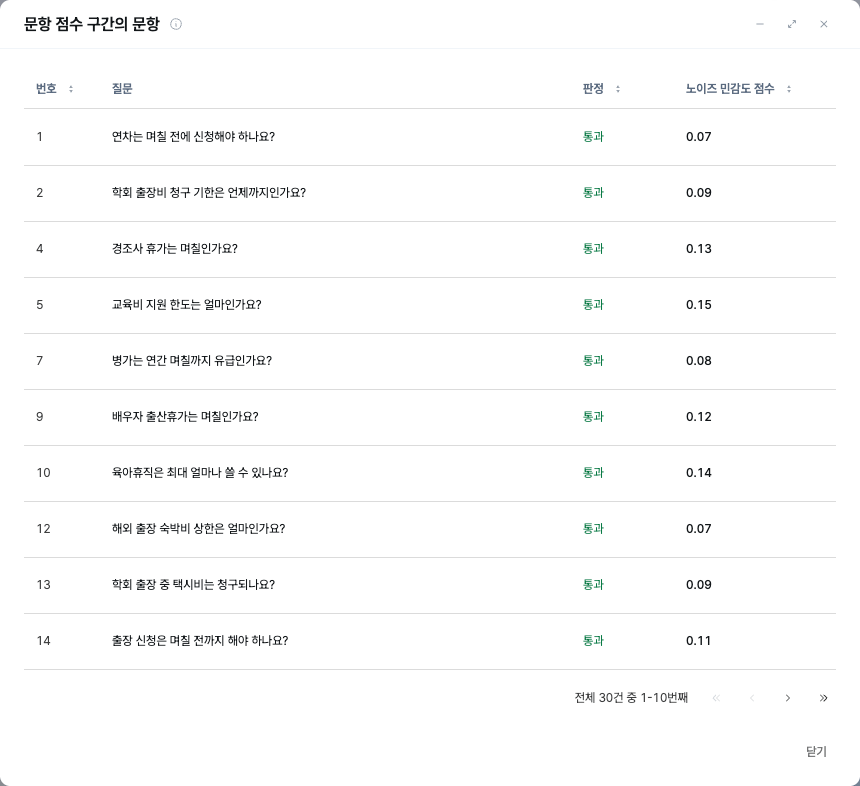 문항 점수 구간의 문항
번호 질문 판정 노이즈 민감도 점수
1 연차는 며칠 전에 신청해야 하나요? 통과 0.07
2 학회 출장비 청구 기한은 언제까지인가요? 통과 0.09
4 경조사 휴가는 며칠인가요? 통과 0.13
5 교육비 지원 한도는 얼마인가요? 통과 0.15
7 병가는 연간 며칠까지 유급인가요? 통과 0.08
9 배우자 출산휴가는 며칠인가요? 통과 0.12
10 육아휴직은 최대 얼마나 쓸 수 있나요? 통과 0.14
12 해외 출장 숙박비 상한은 얼마인가요? 통과 0.07
13 학회 출장 중 택시비는 청구되나요? 통과 0.09
14 출장 신청은 며칠 전까지 해야 하나요? 통과 0.11
전체 30건 중 1-10번째
닫기